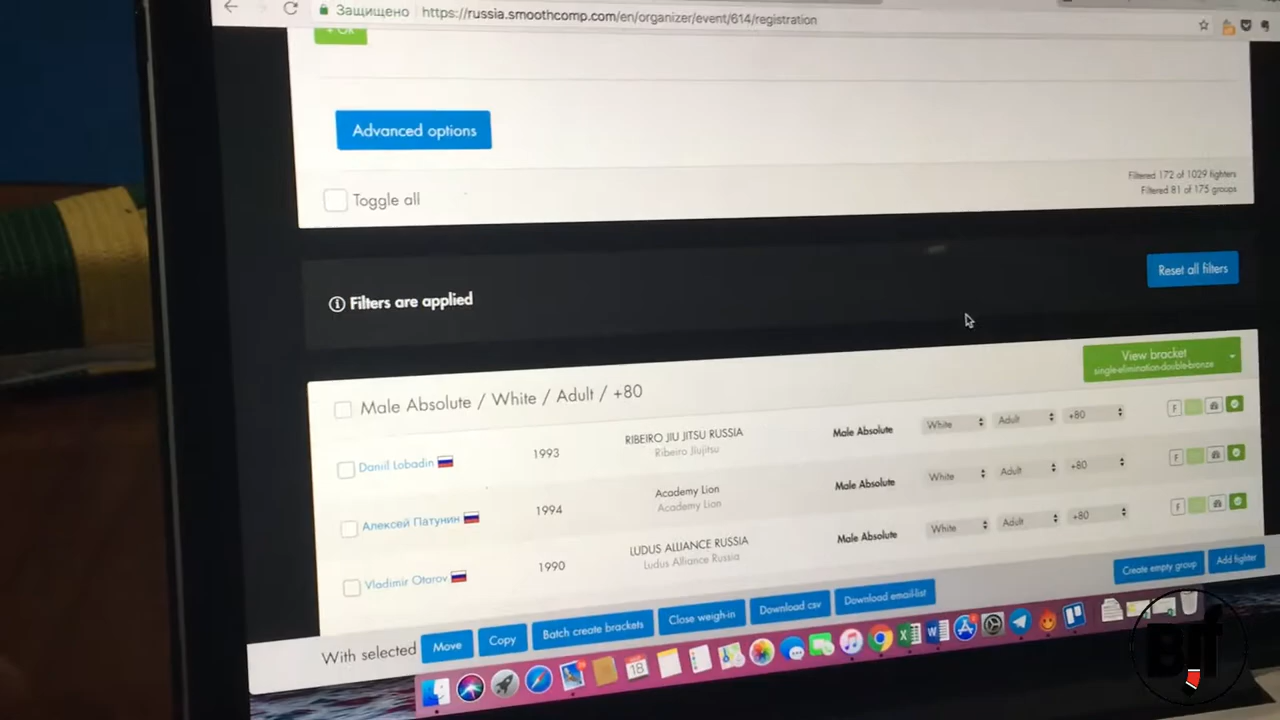 Защищено https://russia.smoothcomp.com/en/organizer/event/614/registration
+ OK
Advanced options
Toggle all
Filtered 172 of 1029 fighters
Filtered 81 of 175 groups
Filters are applied
Reset all filters
Male Absolute / White / Adult / +80
View bracket
single-elimination-double-bronze
Daniil Lobadin 1993 RIBEIRO JIU JITSU RUSSIA Male Absolute White Adult +80 F
Ribeiro Jiujitsu
Алексей Патунин 1994 Academy Lion Male Absolute White Adult +80 F
Academy Lion
Vladimir Otarov 1990 LUDUS ALLIANCE RUSSIA Male Absolute White Adult +80 F
Ludus Alliance Russia
With selected Move Copy Batch create brackets Close weigh-in Download csv Download email-list Create empty group Add fighter
18
Bjf